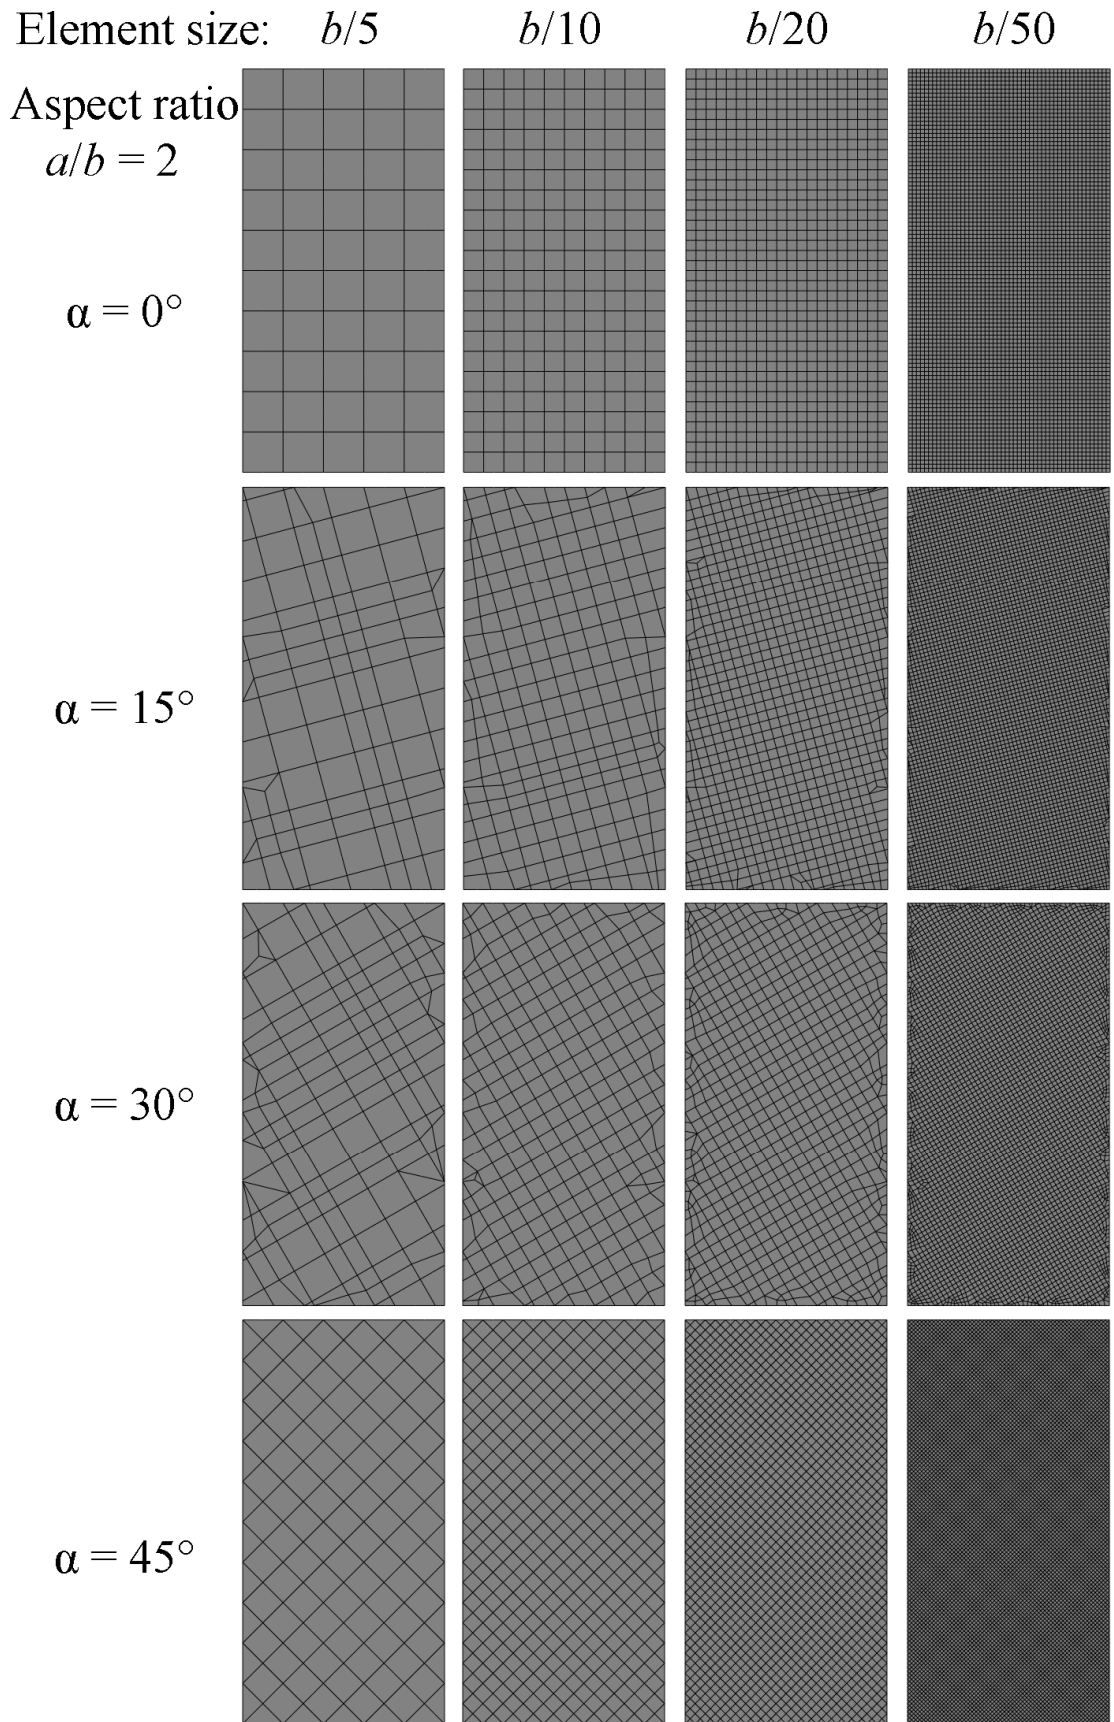 Element size: b/5 b/10 b/20 b/50
Aspect ratio
a/b = 2
α = 0°
α = 15°
α = 30°
α = 45°